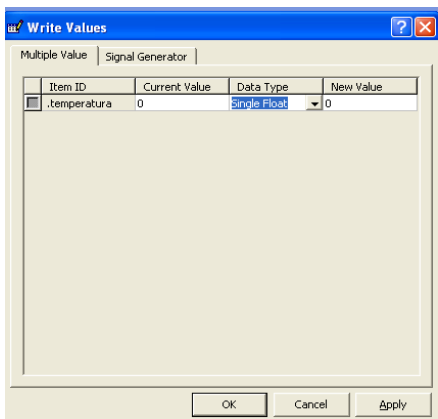 Write Values
Multiple Value Signal Generator
Item ID Current Value Data Type New Value
.temperatura 0 Single Float 0
OK Cancel Apply